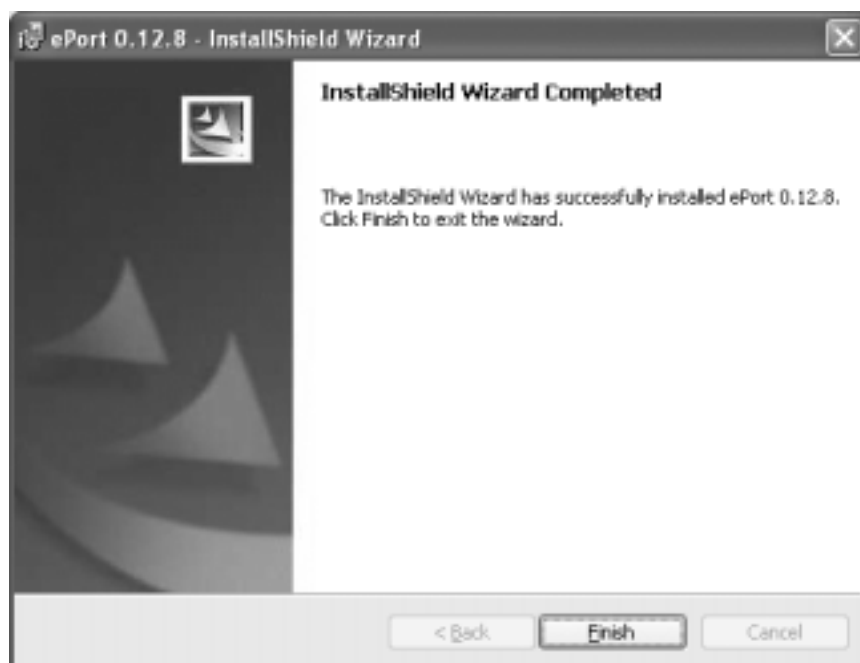 ePort 0.12.8 - InstallShield Wizard
InstallShield Wizard Completed
The InstallShield Wizard has successfully installed ePort 0.12.8.
Click Finish to exit the wizard.
< Back
Finish
Cancel